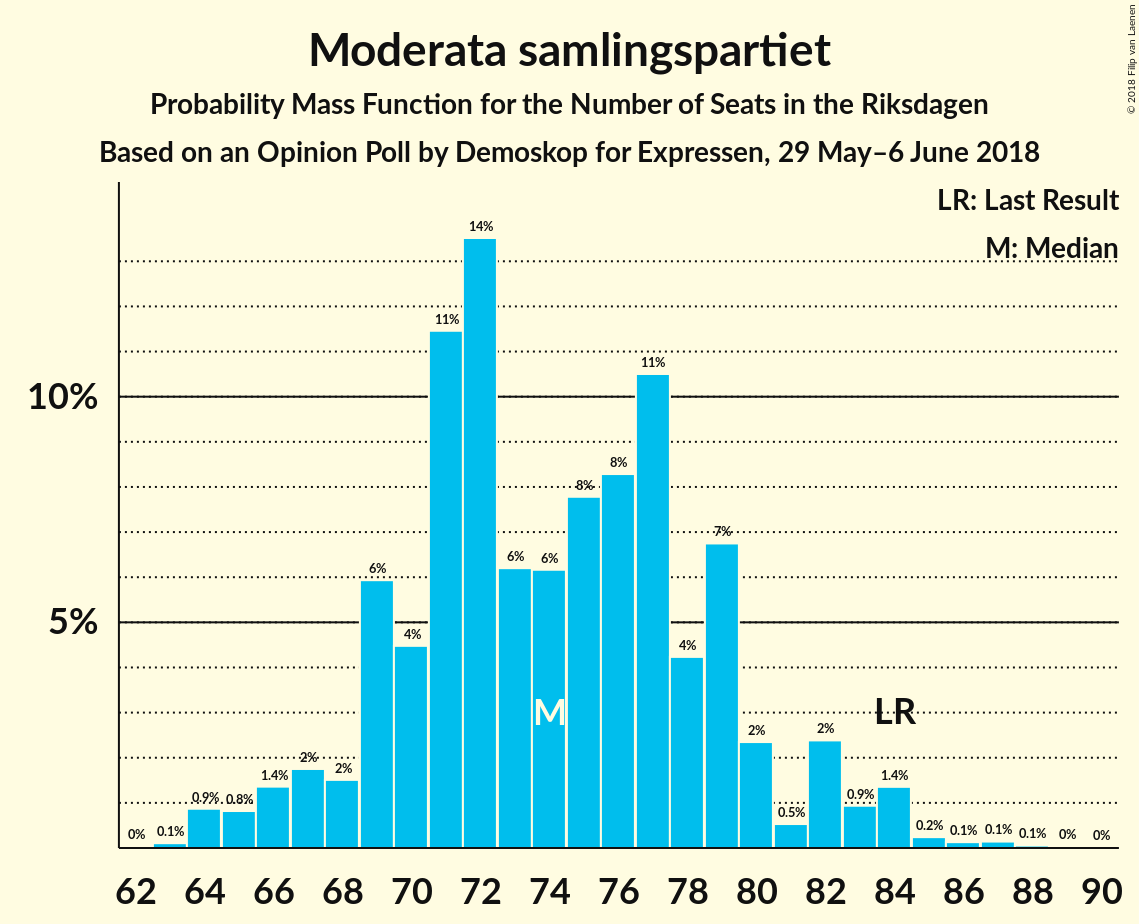 © 2018 Filip van Laenen
Moderata samlingspartiet
Probability Mass Function for the Number of Seats in the Riksdagen
Based on an Opinion Poll by Demoskop for Expressen, 29 May–6 June 2018
LR: Last Result
M: Median
10%
5%
0% 0.1% 0.9% 0.8% 1.4% 2% 2% 6% 4% 11% 14% 6% 6% 8% 8% 11% 4% 7% 2% 0.5% 2% 0.9% 1.4% 0.2% 0.1% 0.1% 0.1% 0% 0%
M LR
62 64 66 68 70 72 74 76 78 80 82 84 86 88 90